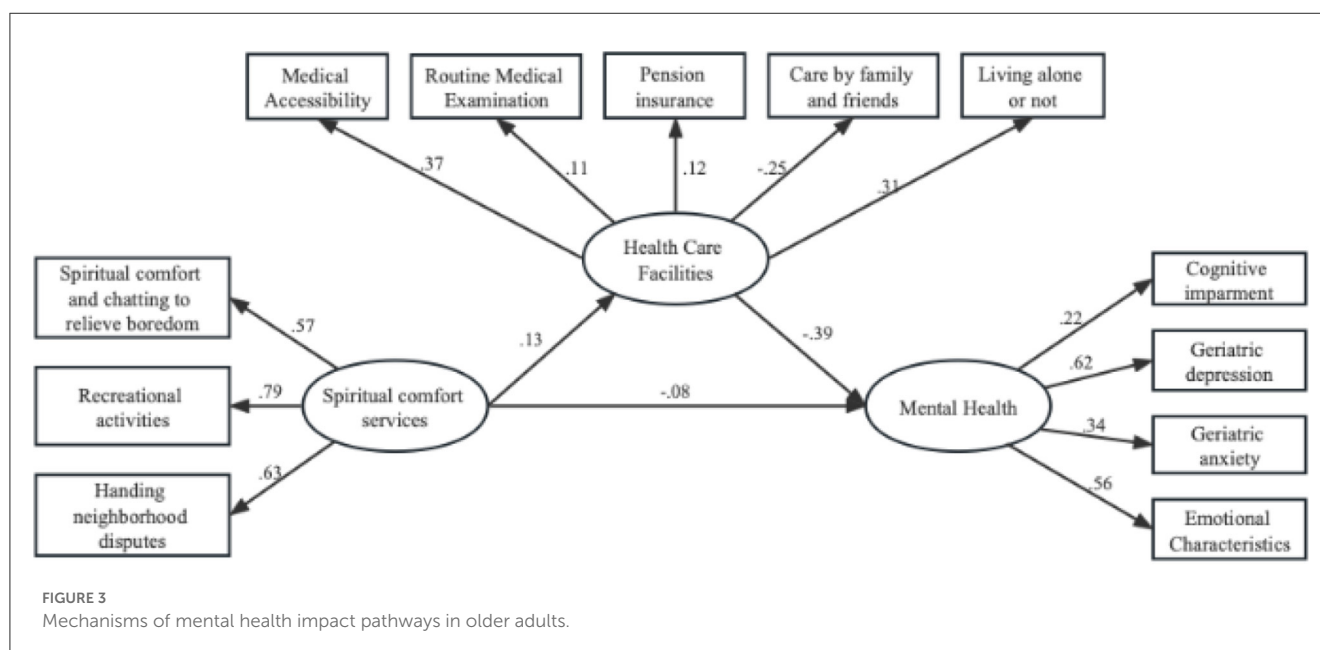 Medical
Accessibility
Routine Medical
Examination
Pension
insurance
Care by family
and friends
Living alone
or not
.37
.11
.12
-.25
.31
Health Care
Facilities
Spiritual comfort
and chatting to
relieve boredom
Recreational
activities
Handing
neighborhood
disputes
.57
.79
.63
Spiritual comfort
services
.13
-.39
-.08
Mental Health
.22
.62
.34
.56
Cognitive
imparment
Geriatric
depression
Geriatric
anxiety
Emotional
Characteristics
FIGURE 3
Mechanisms of mental health impact pathways in older adults.